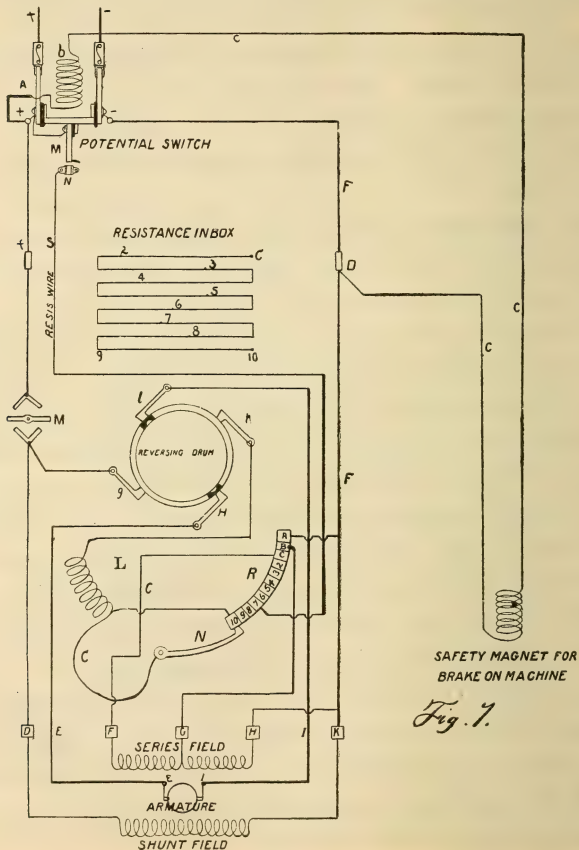 + -
b
C
A
+ -
M
POTENTIAL SWITCH
N
F
RESISTANCE IN BOX
S
2 C
+
.3
D
4
C
.5
RESIS WIRE
6
C
.7
8
9 10
l
M
h
REVERSING DRUM
F
g
H
A
B
L
C
R
C
2
3
4
5
6
7
8
9
10
N
C
SAFETY MAGNET FOR
BRAKE ON MACHINE
Fig. 7.
D E F G H I K
SERIES FIELD
E I
ARMATURE
SHUNT FIELD